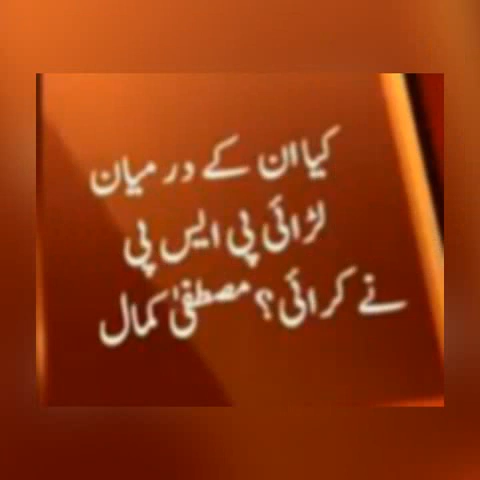 کیا ان کے درمیان
لڑائی پی ایس پی
نے کرائی؟ مصطفیٰ کمال